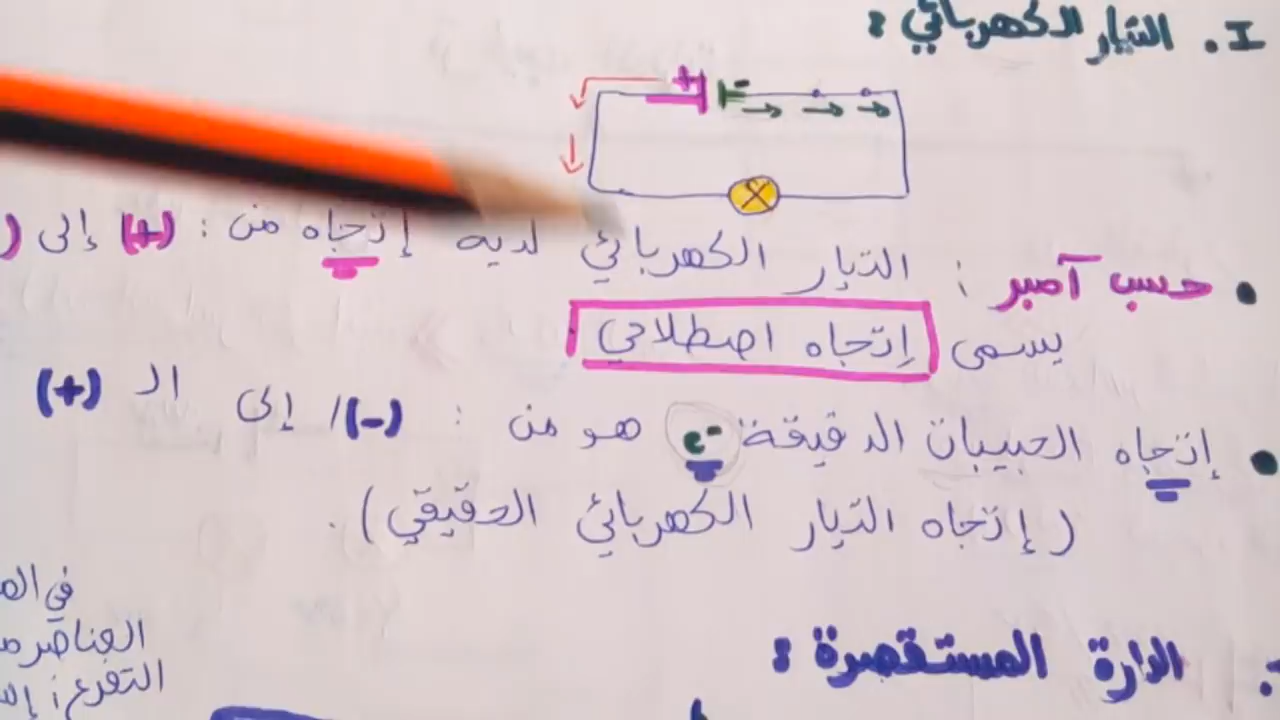 I. التيار الكهربائي :
+ -
• حسب آمبر : التيار الكهربائي لديه إتجاه من : (+) إلى (
يسمى إتجاه اصطلاحي
• إتجاه الحبيبات الدقيقة e⁻ هو من : (-) إلى الـ (+)
(إتجاه التيار الكهربائي الحقيقي).
في الم
العناصر م
التفرع :
الدارة المستقصرة :